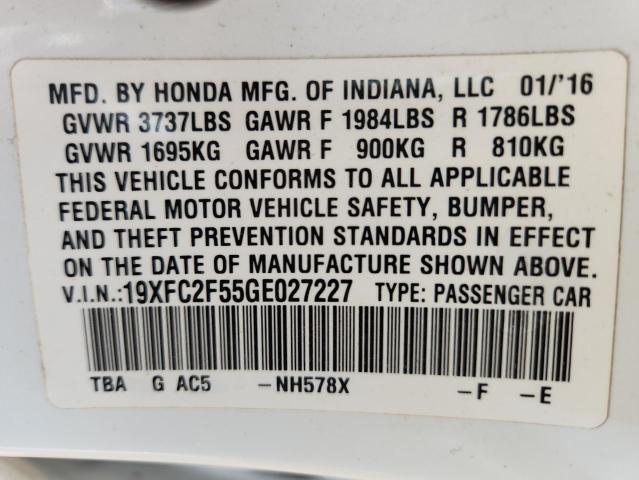 MFD. BY HONDA MFG. OF INDIANA, LLC 01/'16
GVWR 3737LBS GAWR F 1984LBS R 1786LBS
GVWR 1695KG GAWR F 900KG R 810KG
THIS VEHICLE CONFORMS TO ALL APPLICABLE
FEDERAL MOTOR VEHICLE SAFETY, BUMPER,
AND THEFT PREVENTION STANDARDS IN EFFECT
ON THE DATE OF MANUFACTURE SHOWN ABOVE.
V.I.N.:19XFC2F55GE027227 TYPE: PASSENGER CAR
TBA G AC5 -NH578X -F -E